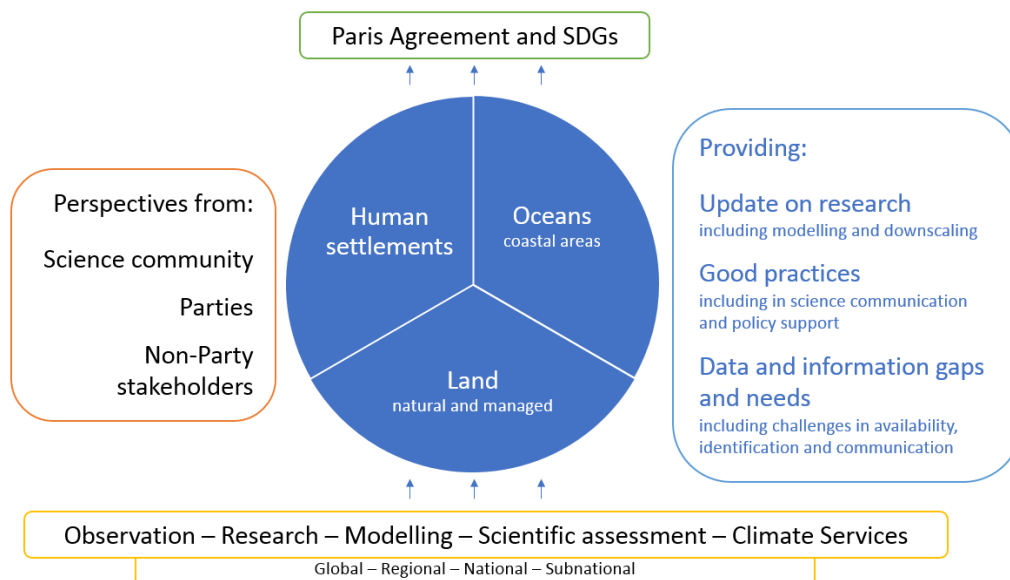 Paris Agreement and SDGs
Perspectives from:
Science community
Parties
Non-Party
stakeholders
Human
settlements
Oceans
coastal areas
Land
natural and managed
Providing:
Update on research
including modelling and downscaling
Good practices
including in science communication
and policy support
Data and information gaps
and needs
including challenges in availability,
identification and communication
Observation – Research – Modelling – Scientific assessment – Climate Services
Global – Regional – National – Subnational